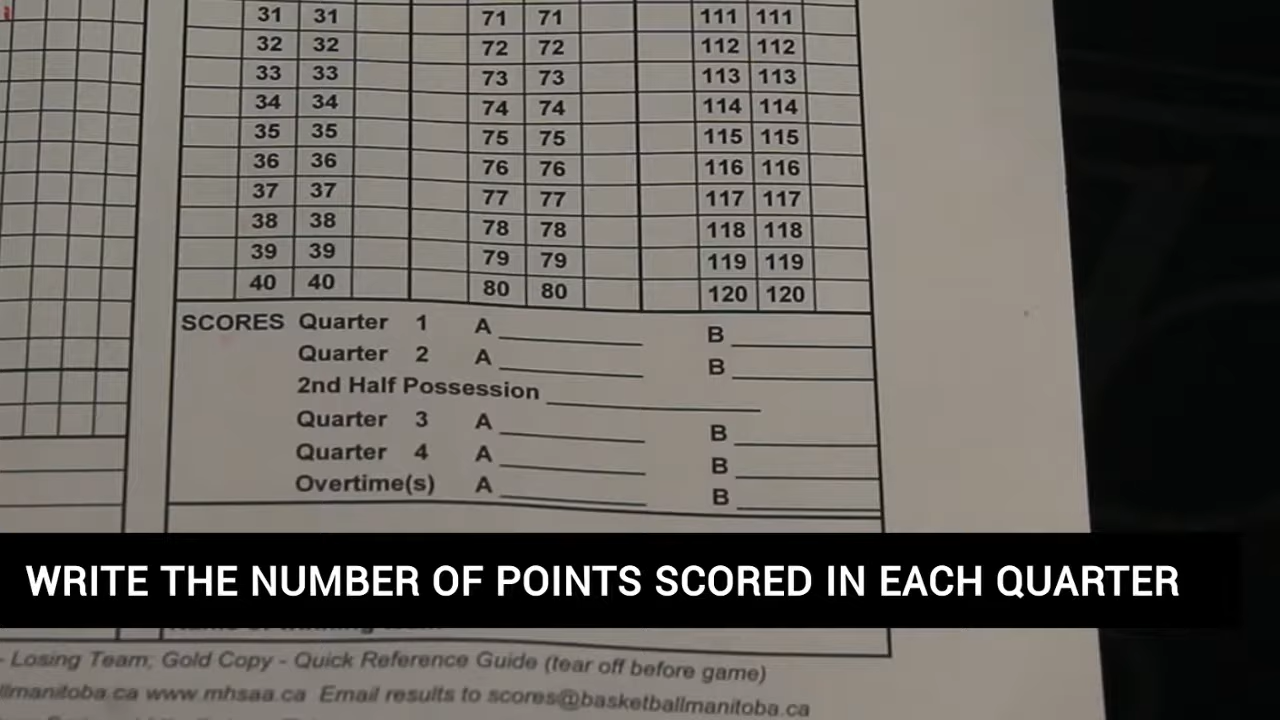 31 31 71 71 111 111
32 32 72 72 112 112
33 33 73 73 113 113
34 34 74 74 114 114
35 35 75 75 115 115
36 36 76 76 116 116
37 37 77 77 117 117
38 38 78 78 118 118
39 39 79 79 119 119
40 40 80 80 120 120
SCORES Quarter 1 A B
Quarter 2 A B
2nd Half Possession
Quarter 3 A B
Quarter 4 A B
Overtime(s) A B
WRITE THE NUMBER OF POINTS SCORED IN EACH QUARTER
- Losing Team; Gold Copy - Quick Reference Guide (tear off before game)
llmanitoba.ca www.mhsaa.ca Email results to scores@basketballmanitoba.ca